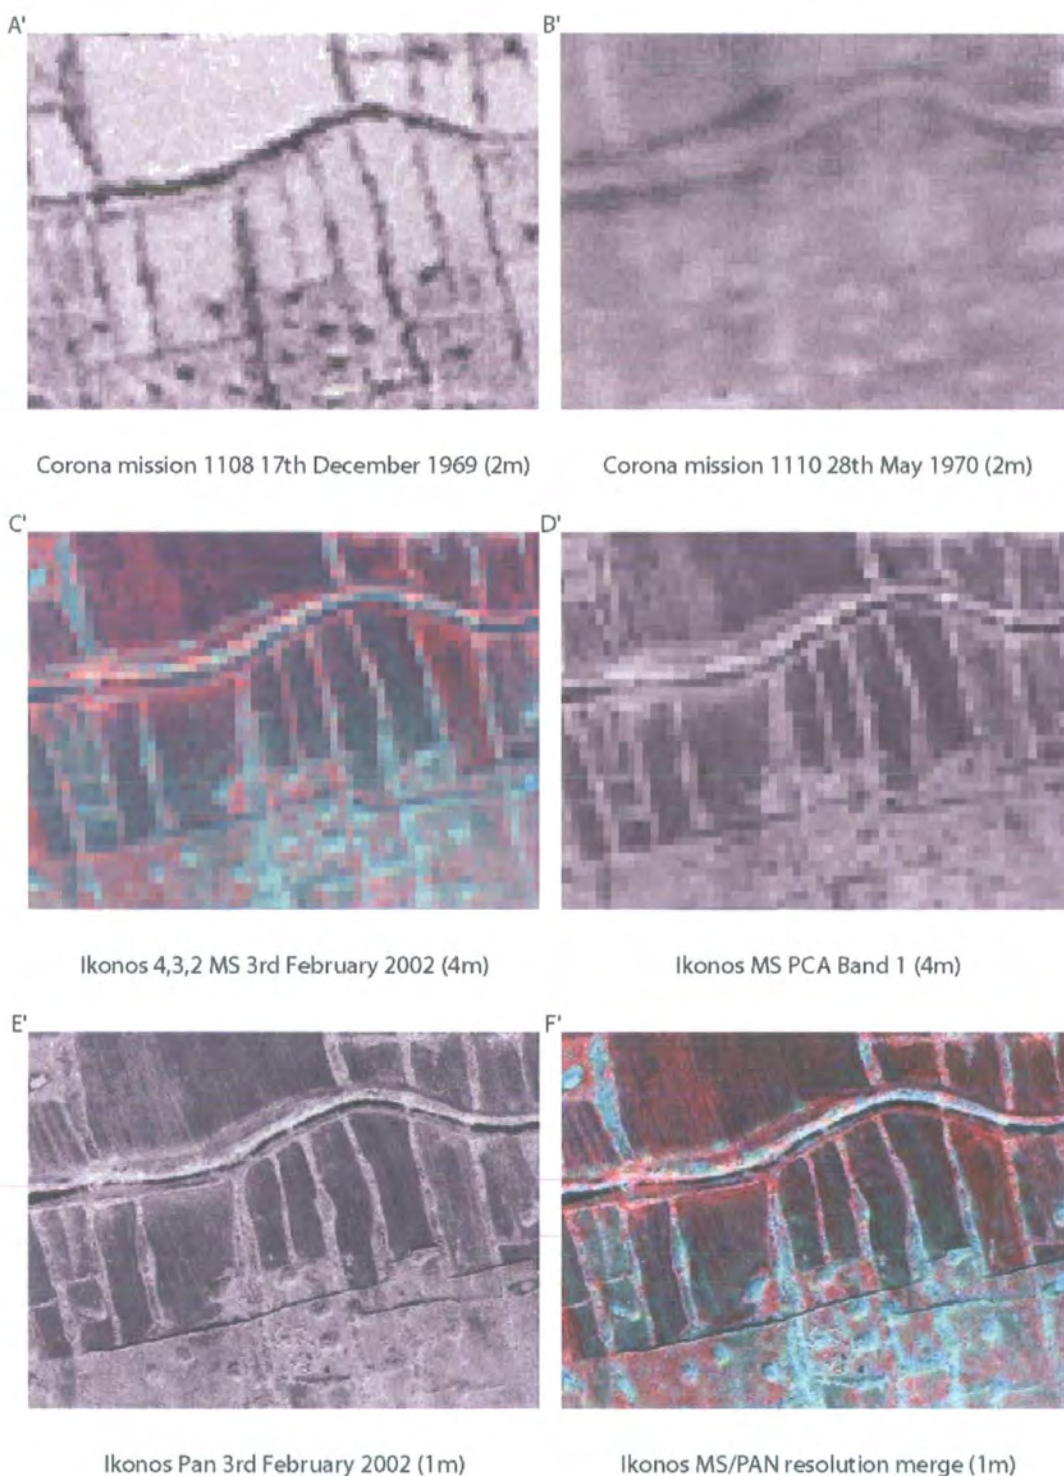 A' B'
Corona mission 1108 17th December 1969 (2m) Corona mission 1110 28th May 1970 (2m)
C' D'
Ikonos 4,3,2 MS 3rd February 2002 (4m) Ikonos MS PCA Band 1 (4m)
E' F'
Ikonos Pan 3rd February 2002 (1m) Ikonos MS/PAN resolution merge (1m)